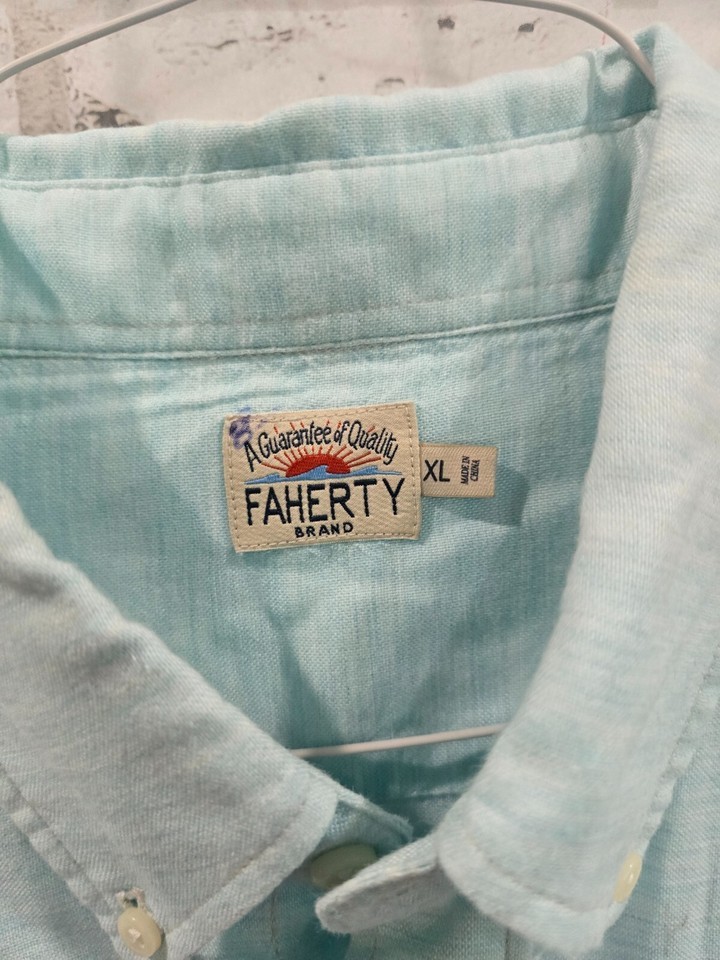 A Guarantee of Quality
FAHERTY
BRAND
XL
MADE IN
CHINA